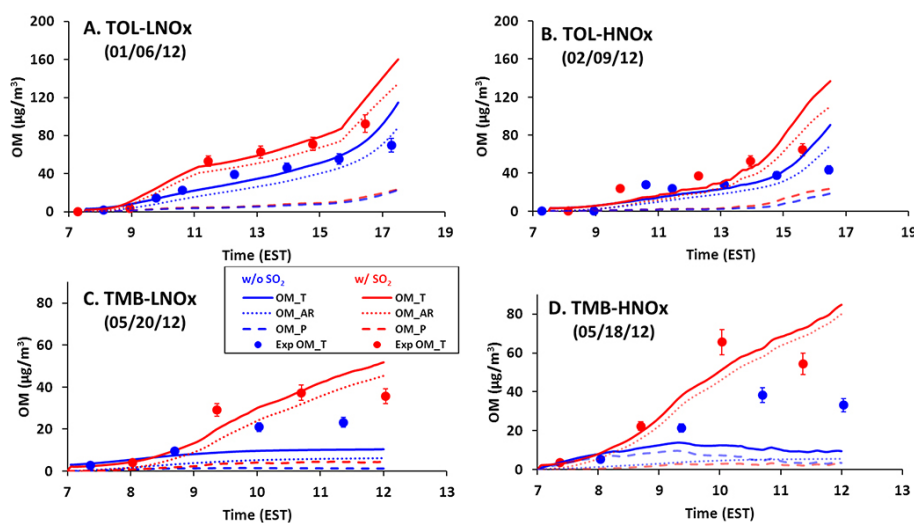 A. TOL-LNOx
(01/06/12)
OM (μg/m³)
200
160
120
80
40
0
7 9 11 13 15 17 19
Time (EST)
B. TOL-HNOx
(02/09/12)
OM (μg/m³)
200
160
120
80
40
0
7 9 11 13 15 17 19
Time (EST)
C. TMB-LNOx
(05/20/12)
OM (μg/m³)
80
60
40
20
0
7 8 9 10 11 12 13
Time (EST)
w/o SO₂ w/ SO₂
OM_T OM_T
OM_AR OM_AR
OM_P OM_P
Exp OM_T Exp OM_T
D. TMB-HNOx
(05/18/12)
OM (μg/m³)
80
60
40
20
0
7 8 9 10 11 12 13
Time (EST)